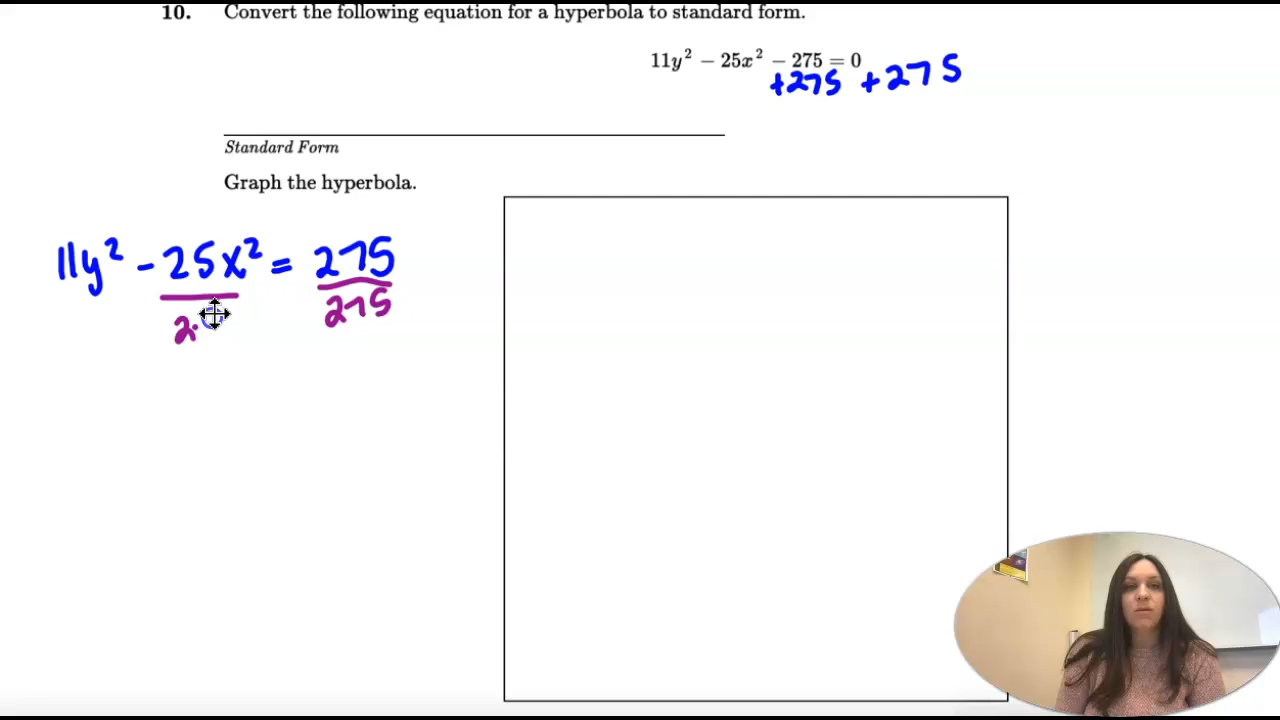 10. Convert the following equation for a hyperbola to standard form.
11y² − 25x² − 275 = 0
+275 +275
Standard Form
Graph the hyperbola.
11y² - 25x² = 275
2 275